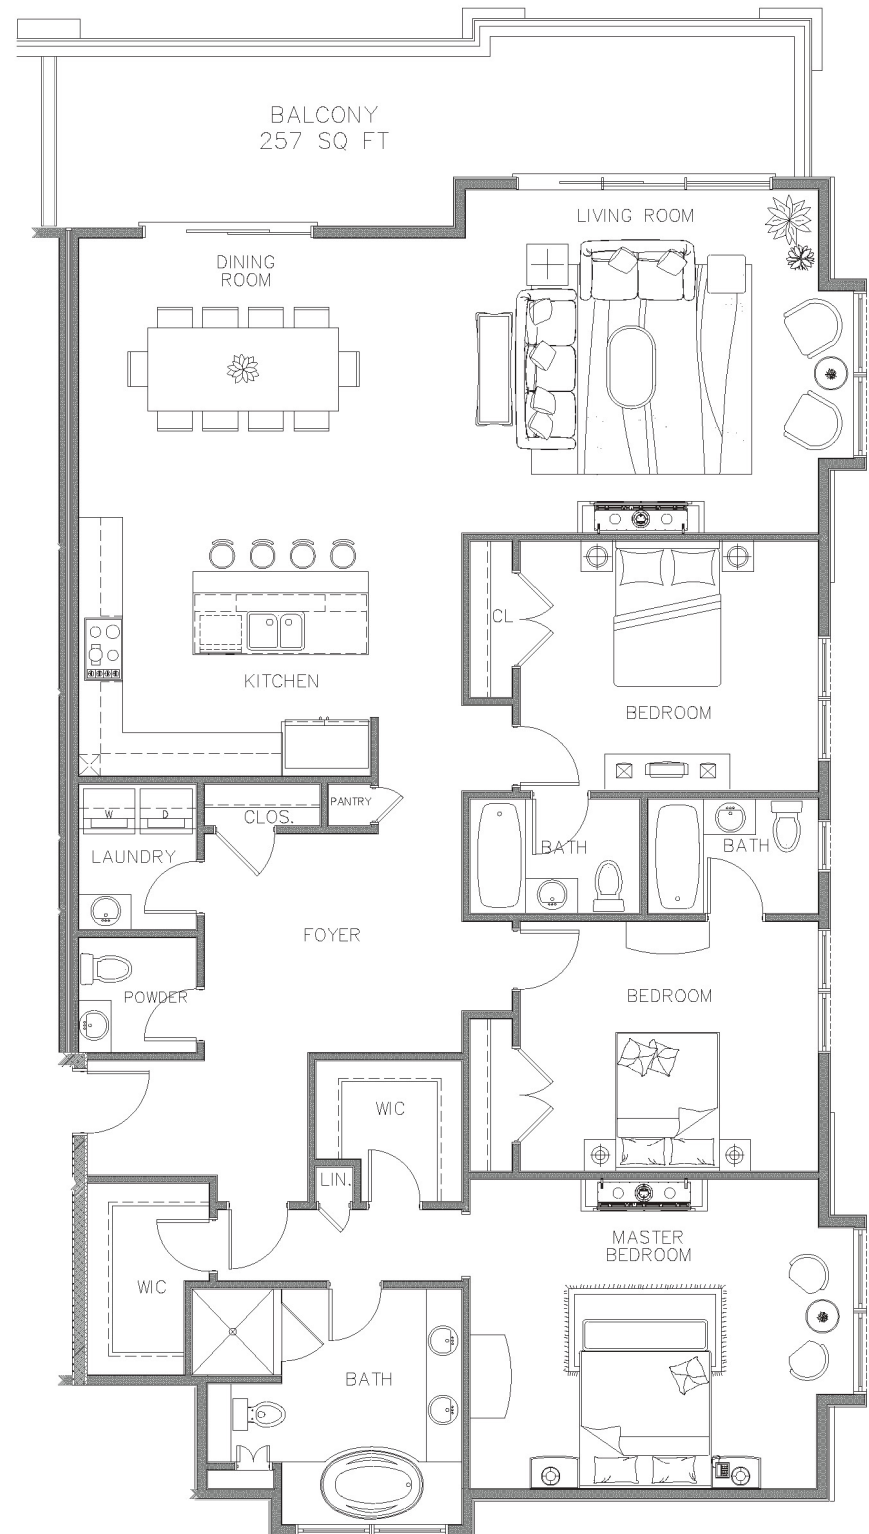 BALCONY
257 SQ FT
LIVING ROOM
DINING
ROOM
CL
KITCHEN
BEDROOM
PANTRY
W
D
CLOS.
LAUNDRY
BATH
BATH
FOYER
POWDER
BEDROOM
WIC
LIN.
MASTER
BEDROOM
WIC
BATH